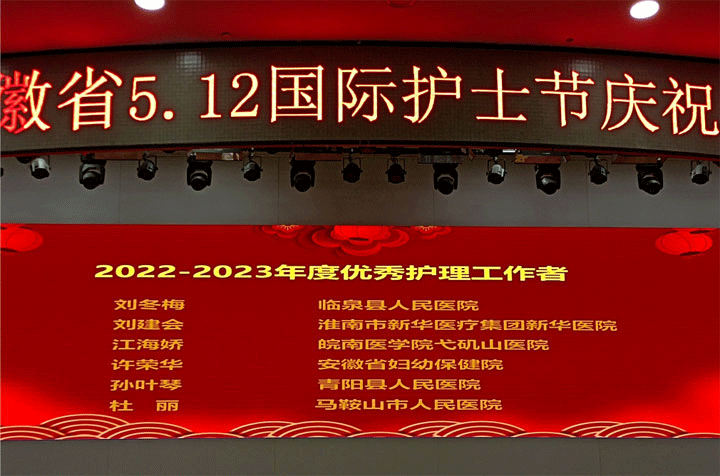 徽省5.12国际护士节庆祝
2022-2023年度优秀护理工作者
刘冬梅 临泉县人民医院
刘建会 淮南市新华医疗集团新华医院
江海娇 皖南医学院弋矶山医院
许荣华 安徽省妇幼保健院
孙叶琴 青阳县人民医院
杜 丽 马鞍山市人民医院